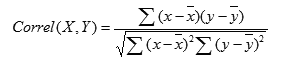 Correl(X,Y) = ∑(x-x̅)(y-y̅) / √∑(x-x̅)²∑(y-y̅)²